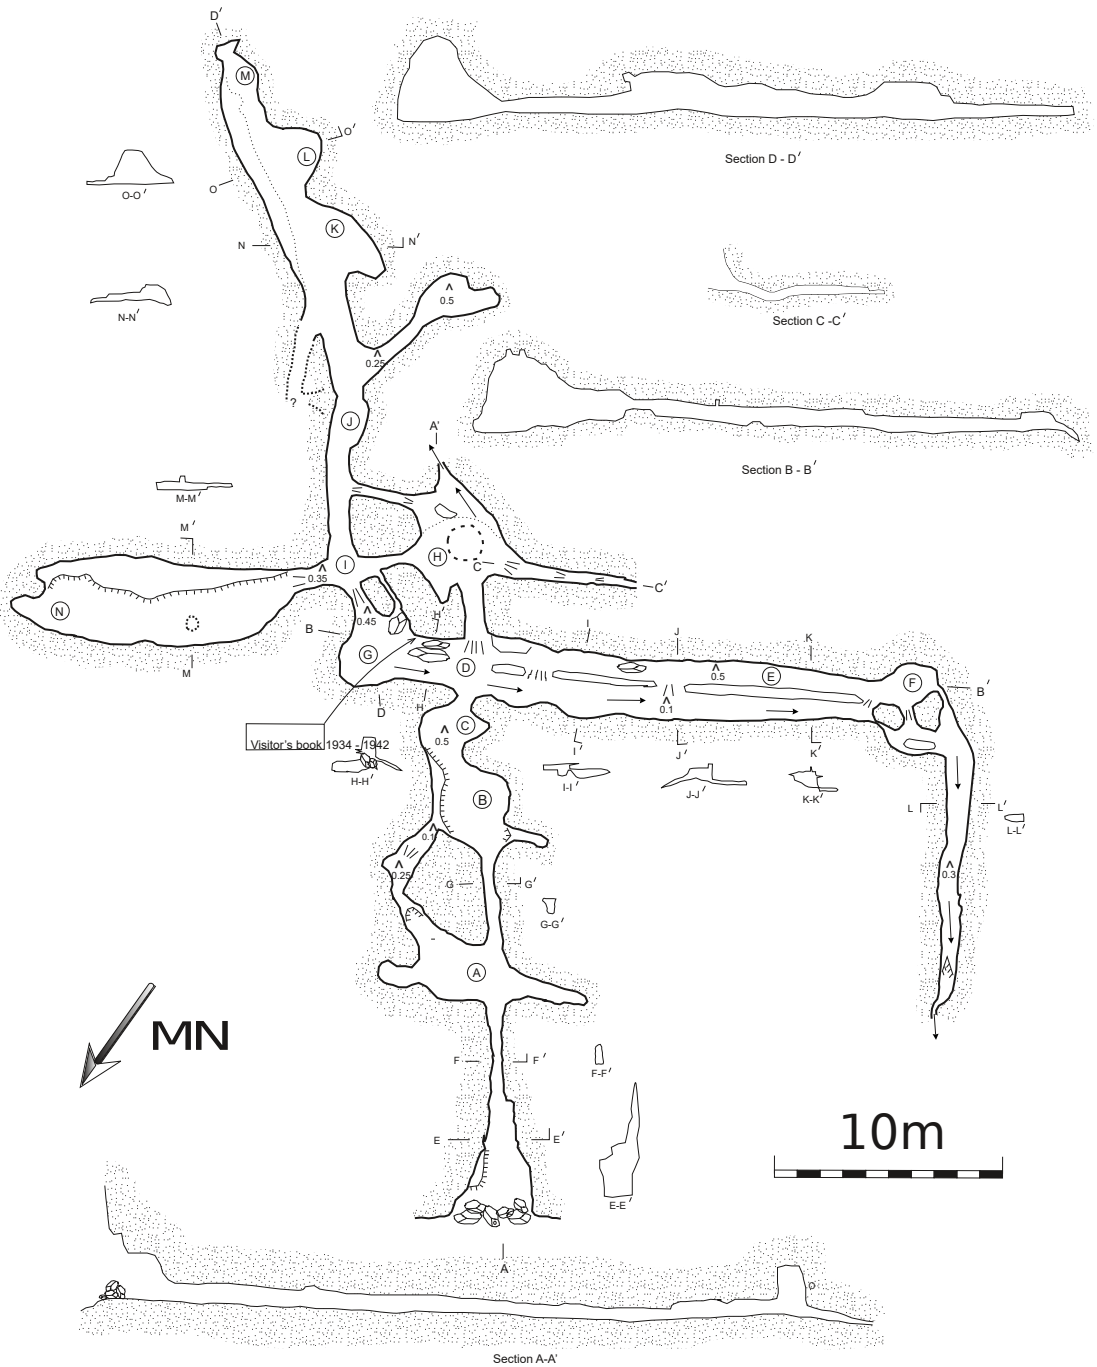 D′
M
O′
L
O-O′
O
K
N
N′
N-N′
0.5
0.25
?
J
A′
Section D - D′
Section C -C′
Section B - B′
M-M′
M′
I
H
C
C′
0.35
N
0.45
H′
B
M
G
D
I
J
K
0.5
E
F
B′
0.1
D
H
C
0.5
Visitor's book 1934 - 1942
H-H′
I′
J′
K′
I-I′
J-J′
K-K′
B
L
L′
L-L′
0.1
0.25
G
G′
G-G′
0.3
A
MN
F
F′
F-F′
10m
E
E′
E-E′
A
D
Section A-A′